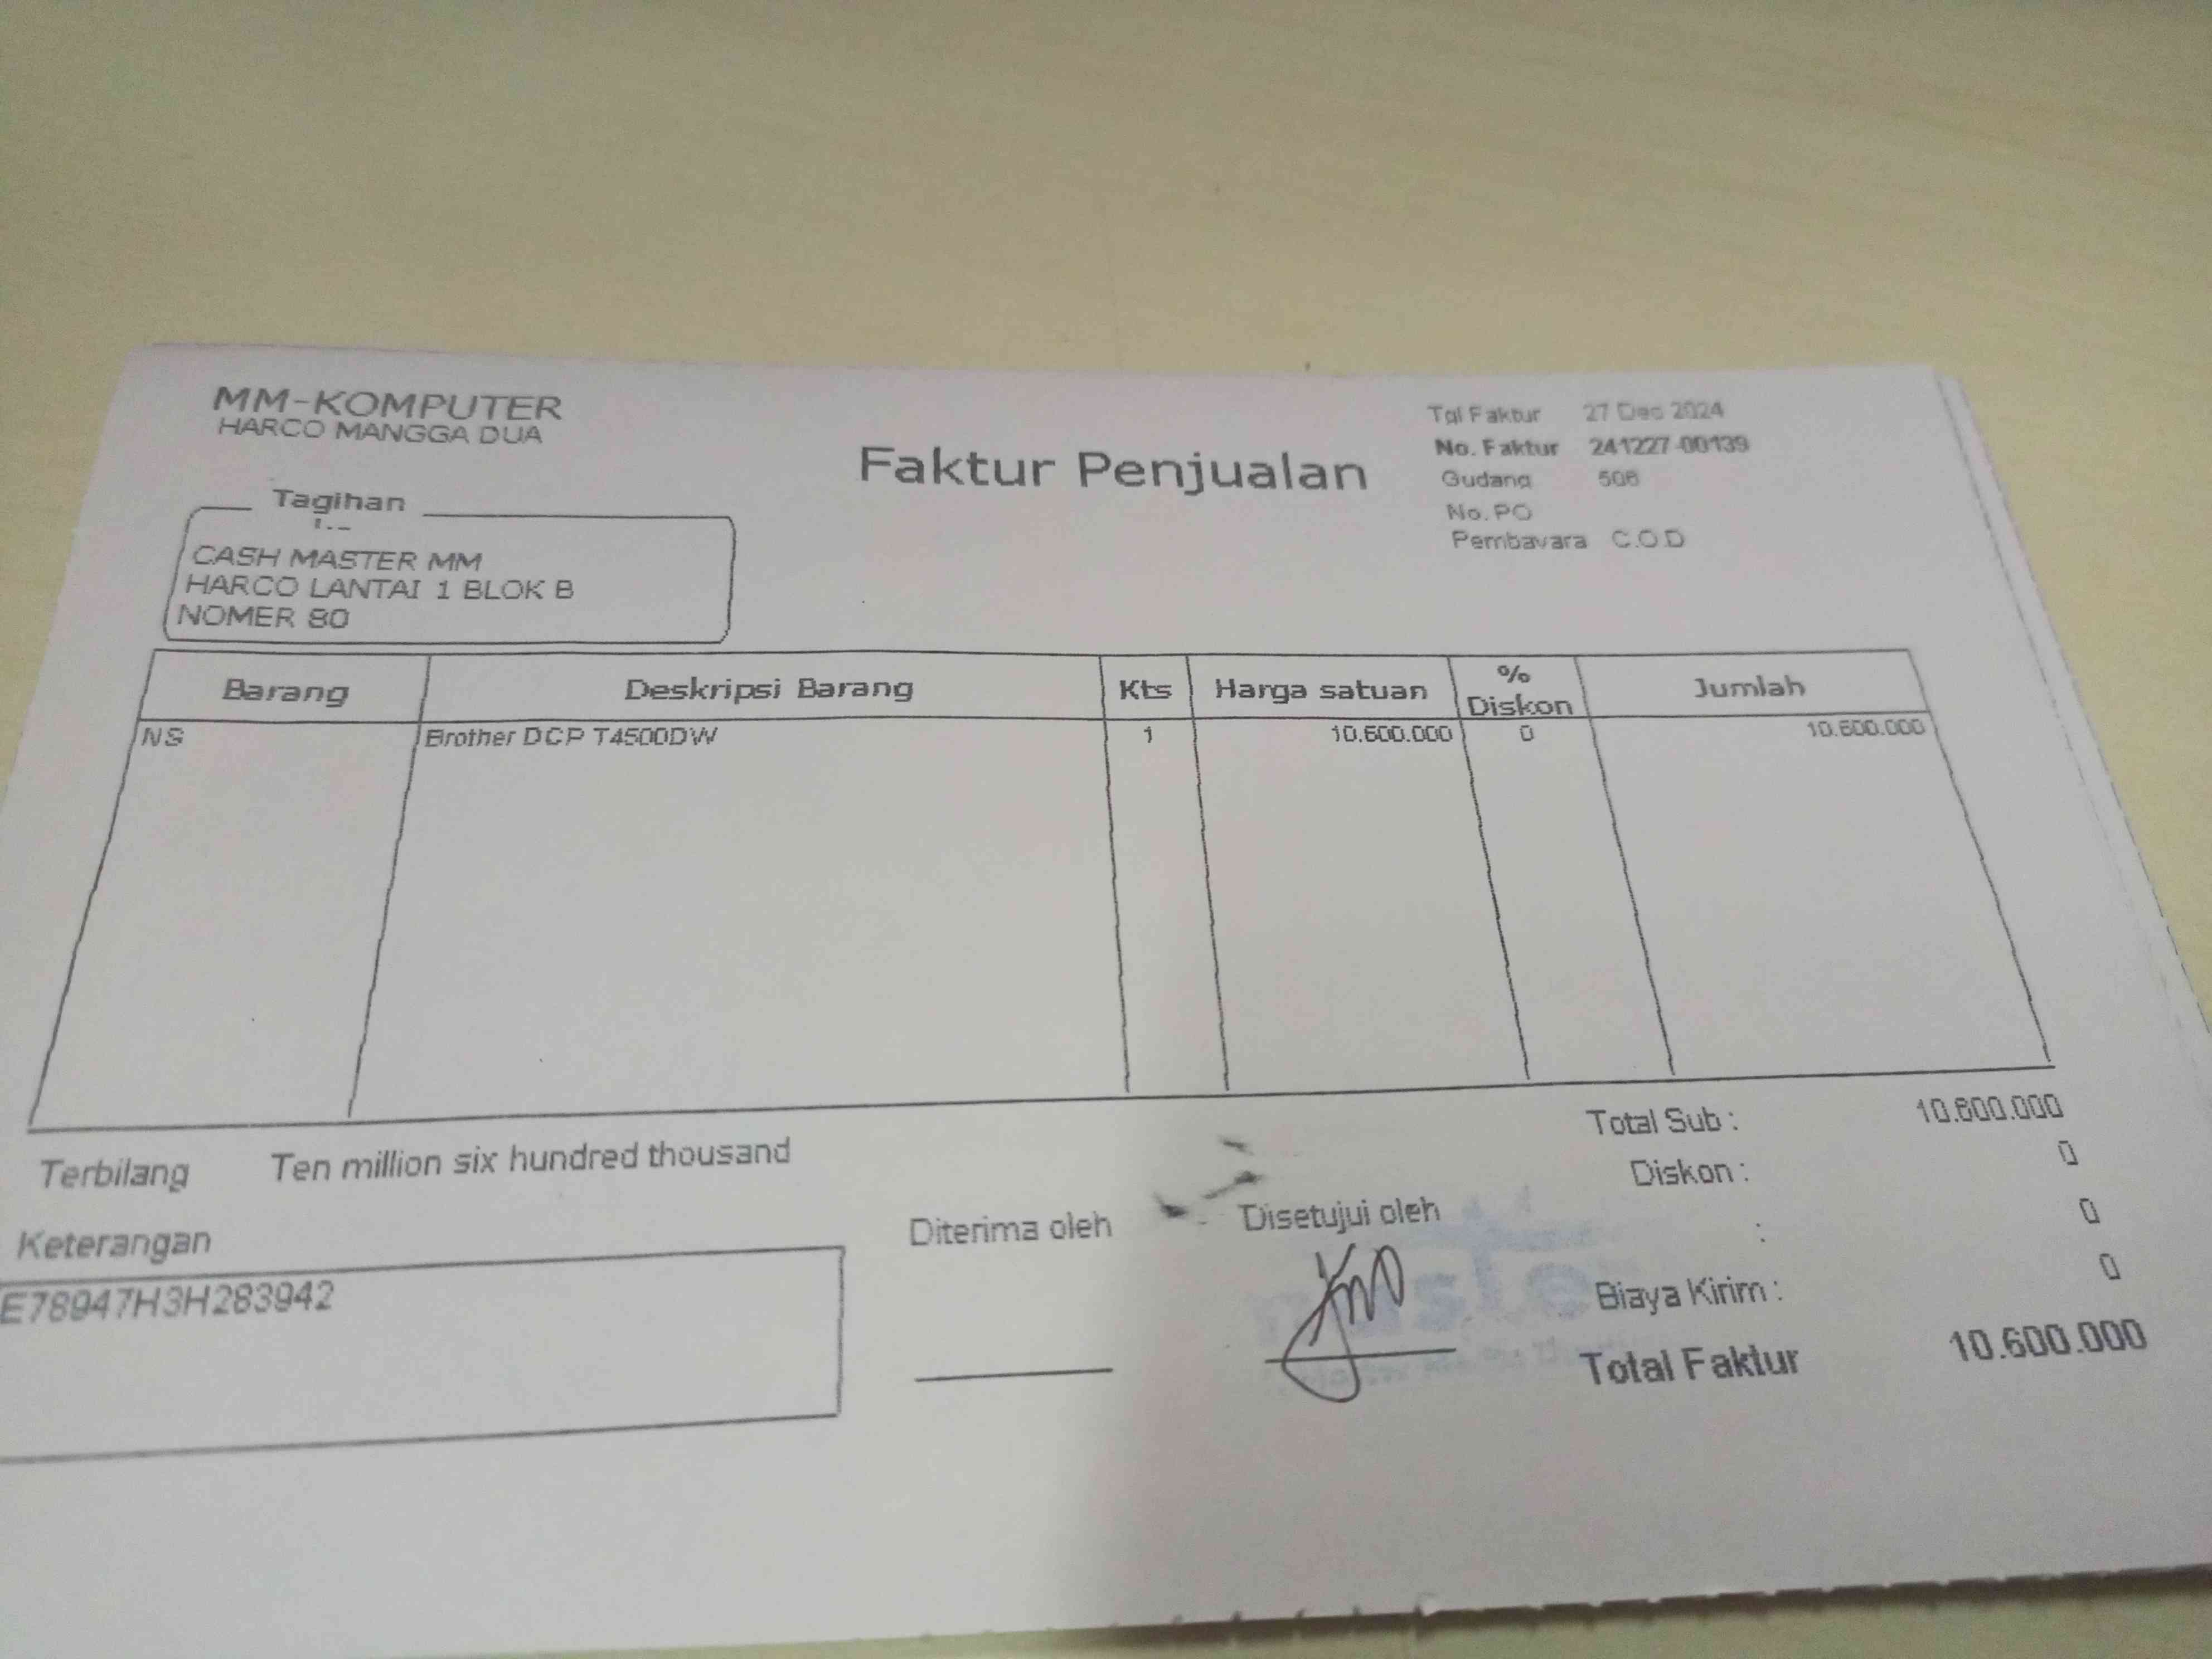 MM-KOMPUTER
HARCO MANGGA DUA
Faktur Penjualan
Tgl Faktur 27 Dec 2024
No. Faktur 241227-00139
Gudang 506
No. PO
Pembayara C.O.D
Tagihan
CASH MASTER MM
HARCO LANTAI 1 BLOK B
NOMER 80
Barang Deskripsi Barang Kts Harga satuan % Diskon Jumlah
NS Brother DCP T4500DW 1 10.600.000 0 10.600.000
Terbilang Ten million six hundred thousand
Total Sub : 10.600.000
Diskon : 0
: 0
Biaya Kirim : 0
Total Faktur 10.600.000
Keterangan
E78947H3H283942
Diterima oleh
Disetujui oleh